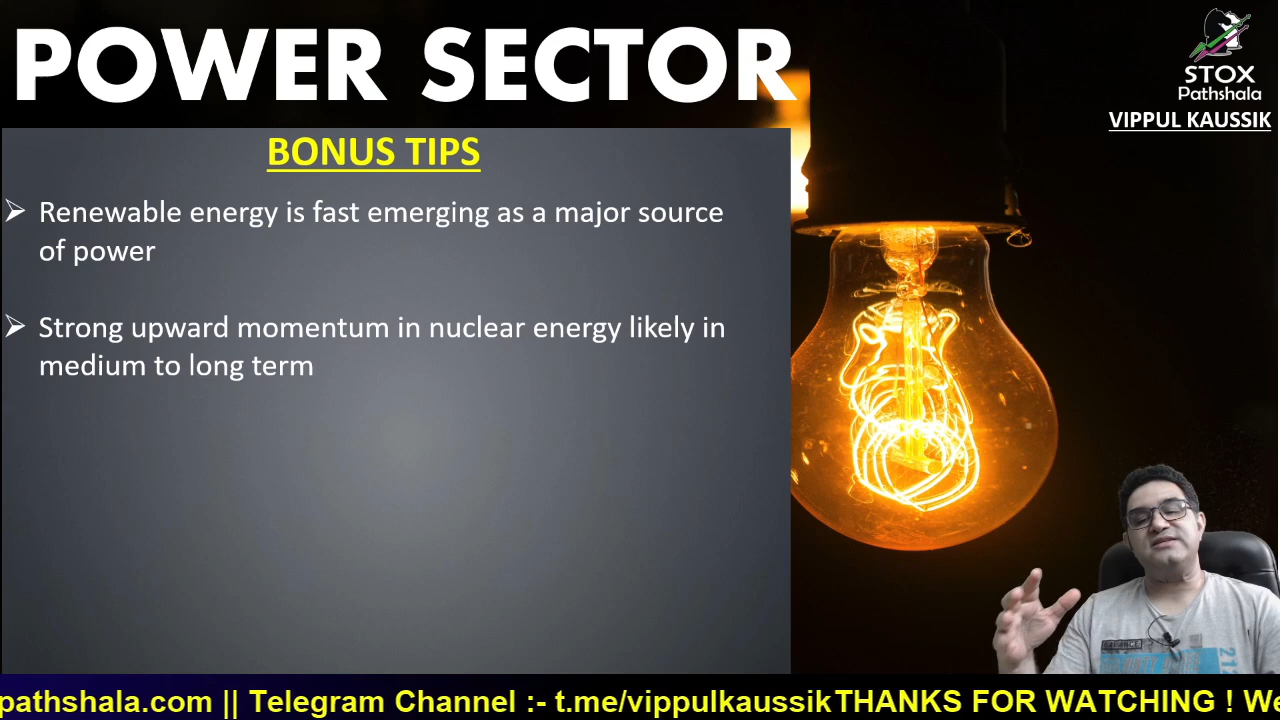 POWER SECTOR
STOX
Pathshala
VIPPUL KAUSSIK
BONUS TIPS
Renewable energy is fast emerging as a major source
of power
Strong upward momentum in nuclear energy likely in
medium to long term
pathshala.com || Telegram Channel :- t.me/vippulkaussikTHANKS FOR WATCHING ! We